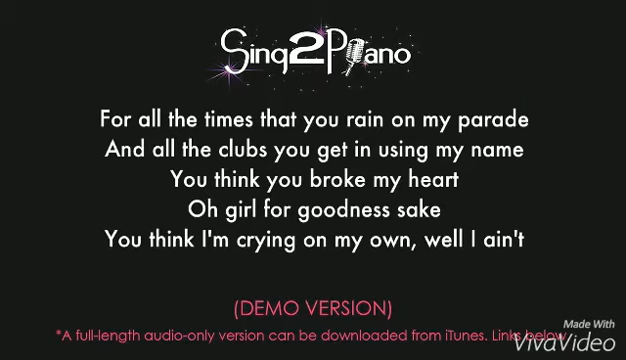 Sing2Piano
For all the times that you rain on my parade
And all the clubs you get in using my name
You think you broke my heart
Oh girl for goodness sake
You think I'm crying on my own, well I ain't
(DEMO VERSION)
*A full-length audio-only version can be downloaded from iTunes. Links below
Made With
VivaVideo